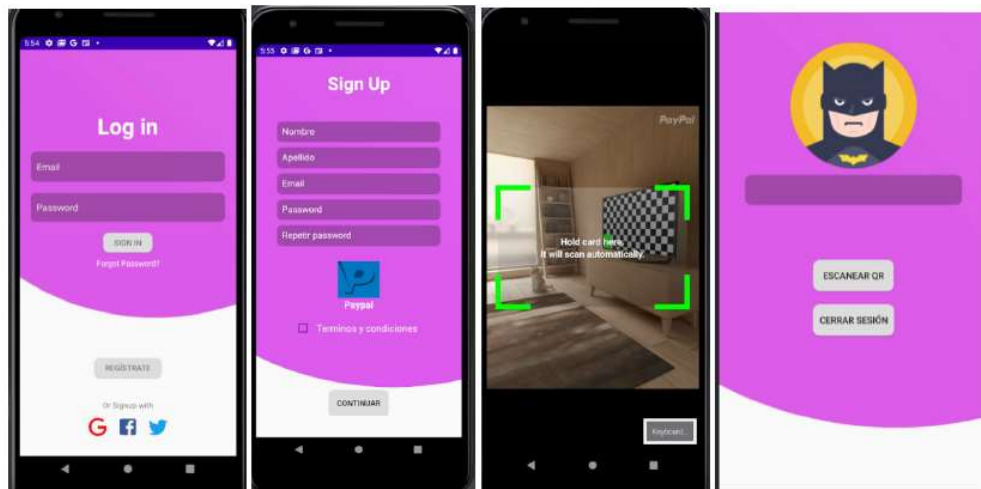 5:54
Log in
Email
Password
SIGN IN
Forgot Password?
REGÍSTRATE
Or Signup with
5:55
Sign Up
Nombre
Apellido
Email
Password
Repetir password
Paypal
Terminos y condiciones
CONTINUAR
PayPal
Hold card here.
It will scan automatically.
Keyboard...
ESCANEAR QR
CERRAR SESIÓN